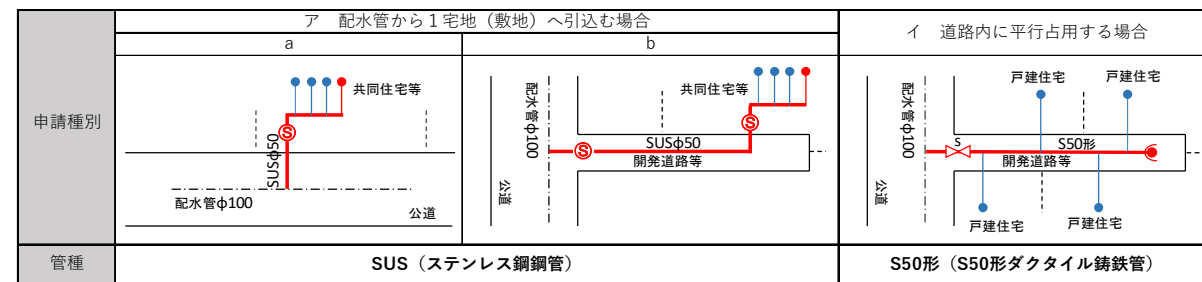 申請種別
ア　配水管から１宅地（敷地）へ引込む場合
イ　道路内に平行占用する場合
a
b
共同住宅等
S
SUSφ50
配水管φ100
公道
配水管φ100
公道
共同住宅等
S
S
SUSφ50
開発道路等
配水管φ100
公道
戸建住宅
戸建住宅
S
S50形
開発道路等
戸建住宅
戸建住宅
管種
SUS（ステンレス鋼鋼管）
S50形（S50形ダクタイル鋳鉄管）